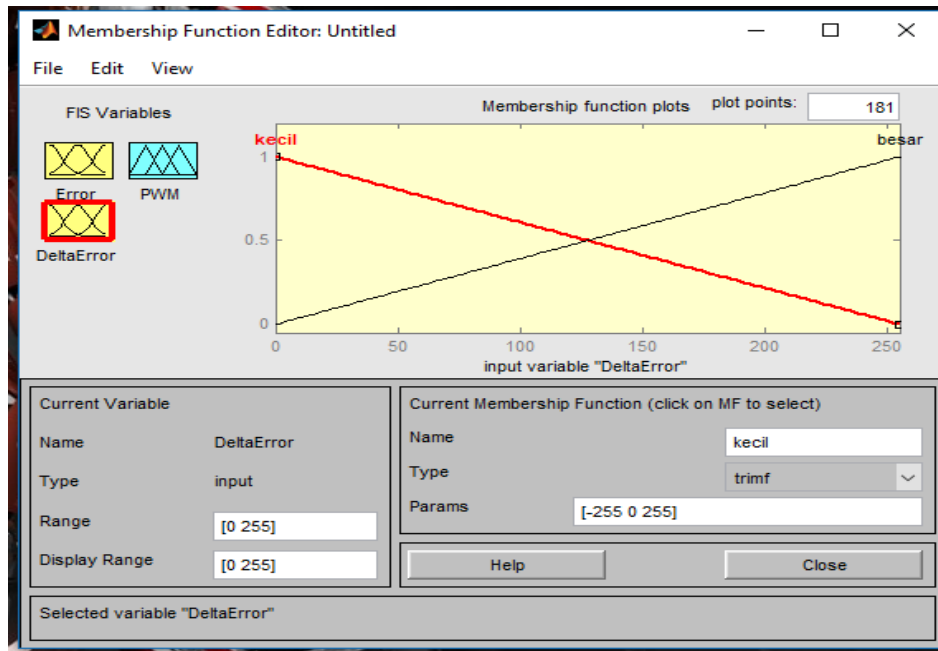 Membership Function Editor: Untitled
File Edit View
FIS Variables
Membership function plots plot points: 181
Error PWM
DeltaError
kecil besar
1
0.5
0
0 50 100 150 200 250
input variable "DeltaError"
Current Variable
Name DeltaError
Type input
Range [0 255]
Display Range [0 255]
Current Membership Function (click on MF to select)
Name kecil
Type trimf
Params [-255 0 255]
Help Close
Selected variable "DeltaError"